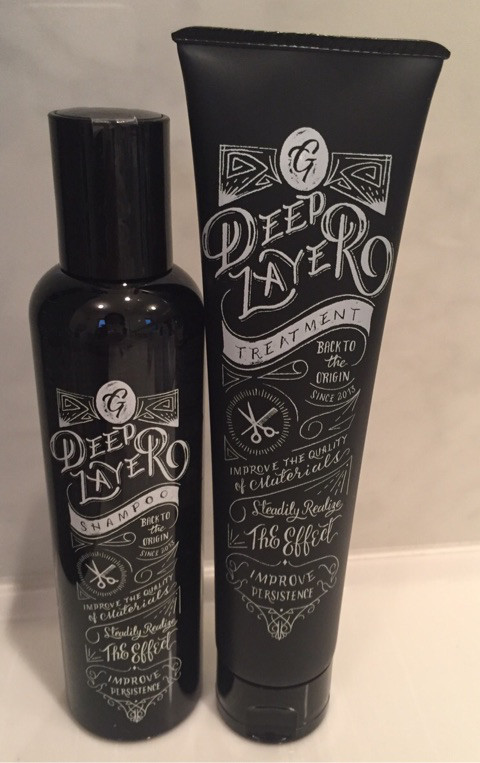 G
DEEP
LAYER
SHAMPOO
BACK TO
the
ORIGIN
SINCE 2013
IMPROVE THE QUALITY
of Materials
Steadily Realize
THE Effect
IMPROVE
PERSISTENCE
G
DEEP
LAYER
TREATMENT
BACK TO
the
ORIGIN
SINCE 2013
IMPROVE THE QUALITY
of Materials
Steadily Realize
THE Effect
IMPROVE
PERSISTENCE